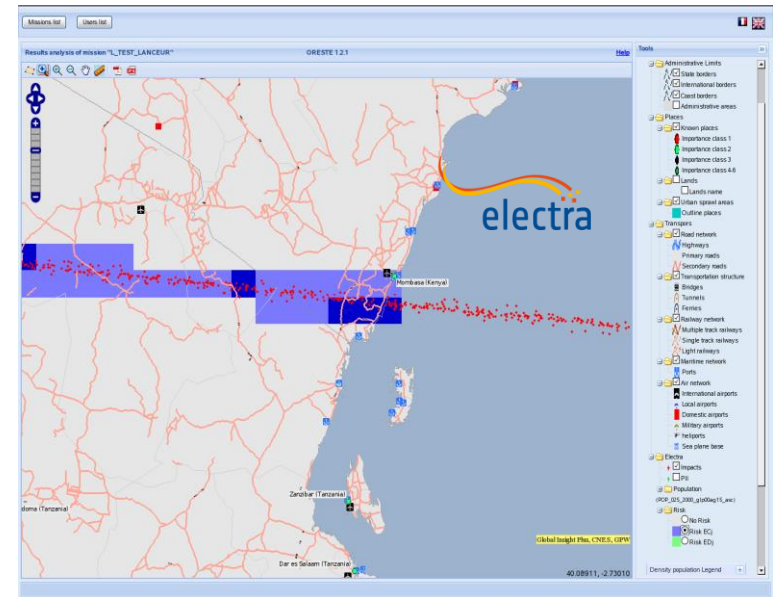 Missions list Users list
Results analysis of mission "L_TEST_LANCEUR" ORESTE 1.2.1 Help
electra
Mombasa (Kenya)
Zanzibar (Tanzania)
doma (Tanzania)
Dar es Salaam (Tanzania)
Global Insight Plus, CNES, GPW
40.08911, -2.73010
Tools
Administrative Limits
State borders
International borders
Coast borders
Administrative areas
Places
Known places
Importance class 1
Importance class 2
Importance class 3
Importance class 4-8
Lands
Lands name
Urban sprawl areas
Outline places
Transpors
Road network
Highways
Primary roads
Secondary roads
Transportation structure
Bridges
Tunnels
Ferries
Railway network
Multiple track railways
Single track railways
Light railways
Maritime network
Ports
Air network
International airports
Local airports
Domestic airports
Military airports
heliports
Sea plane base
Electra
Impacts
PII
Population
Risk
No Risk
Risk ECj
Risk EDj
Density population Legend